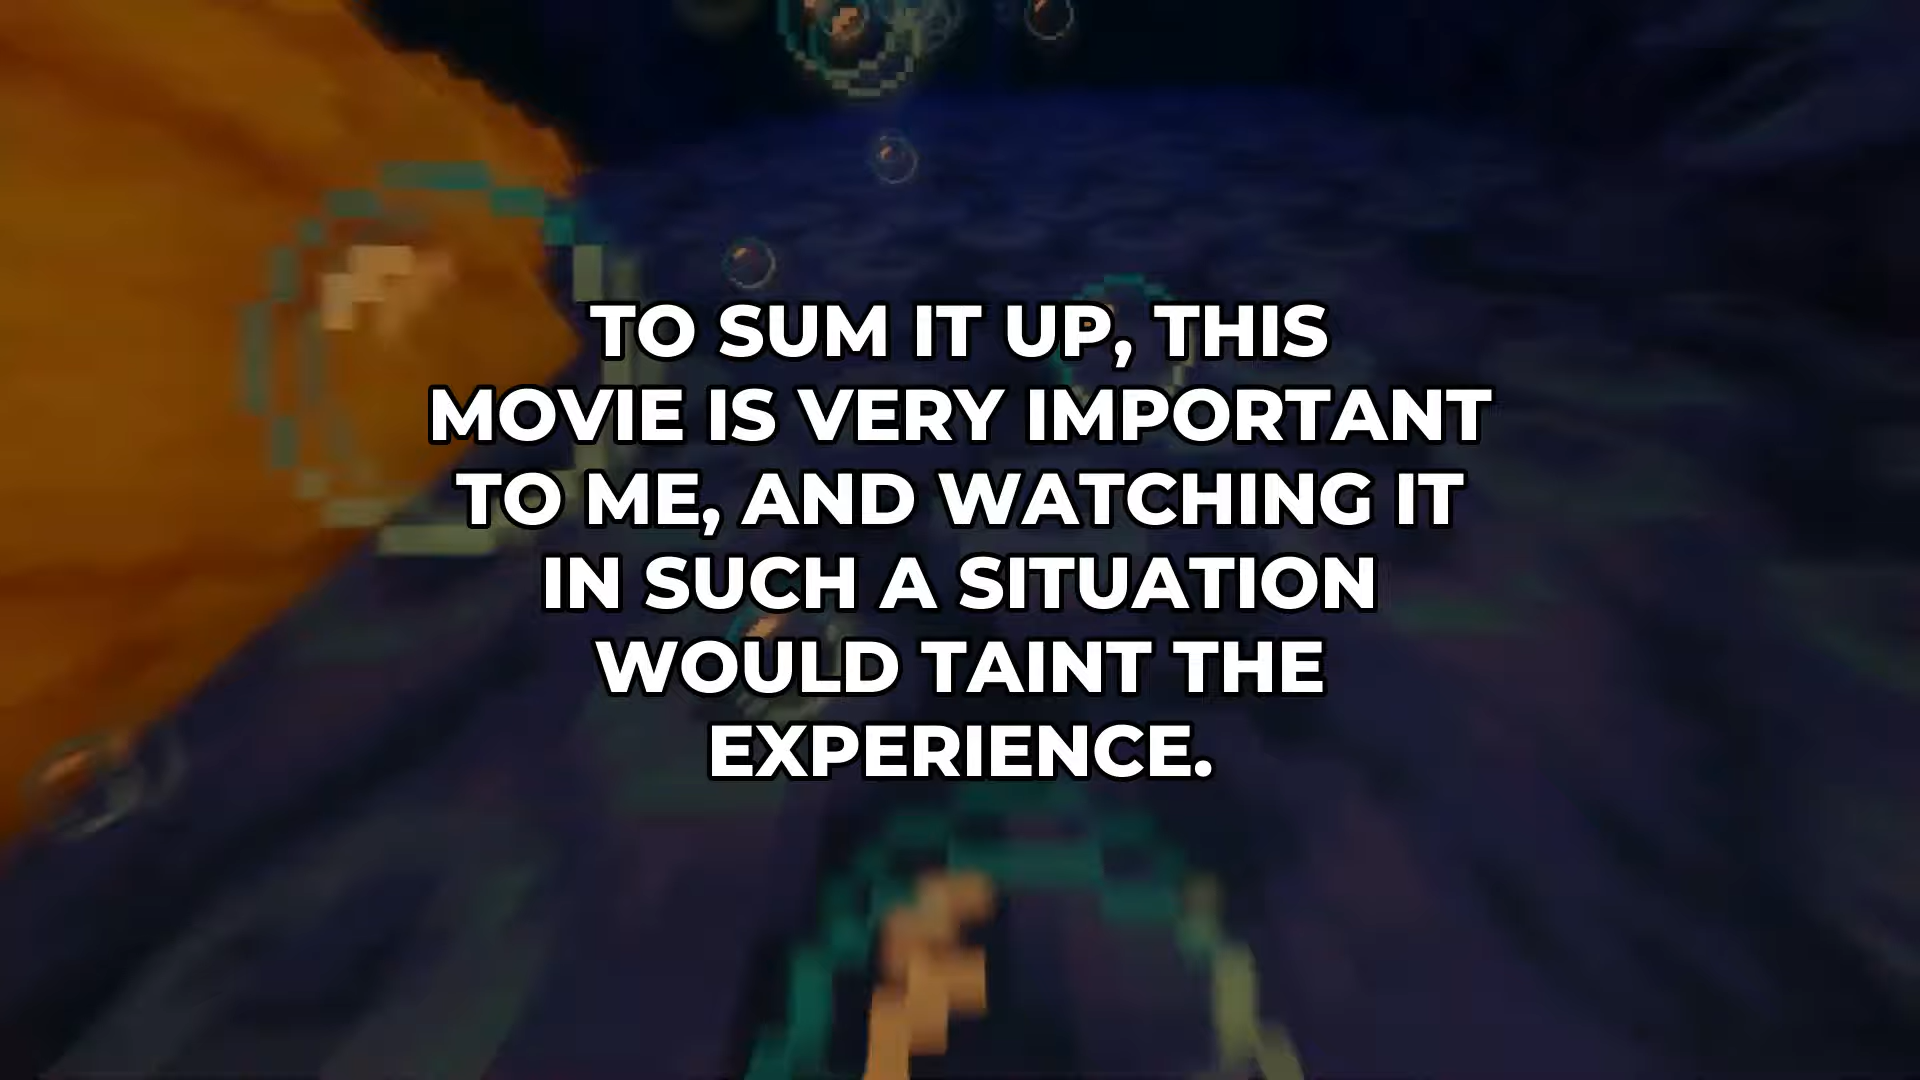 TO SUM IT UP, THIS
MOVIE IS VERY IMPORTANT
TO ME, AND WATCHING IT
IN SUCH A SITUATION
WOULD TAINT THE
EXPERIENCE.